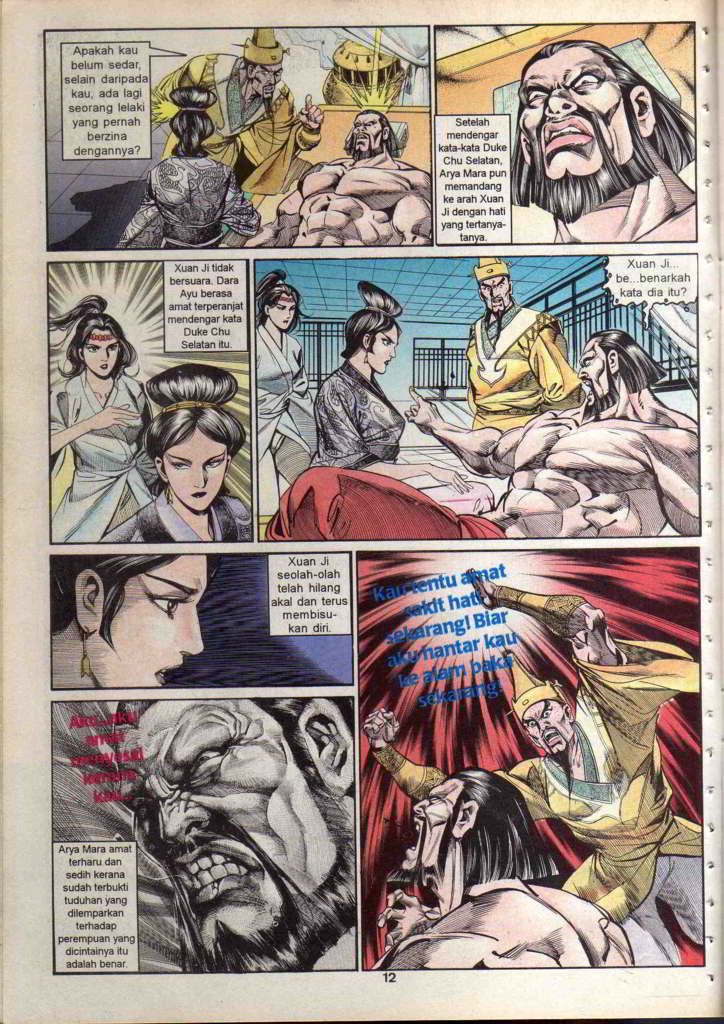 Apakah kau
belum sedar,
selain daripada
kau, ada lagi
seorang lelaki
yang pernah
berzina
dengannya?
Setelah
mendengar
kata-kata Duke
Chu Selatan,
Arya Mara pun
memandang
ke arah Xuan
Ji dengan hati
yang tertanya-
tanya.
Xuan Ji tidak
bersuara. Dara
Ayu berasa
amat terperanjat
mendengar kata
Duke Chu
Selatan itu.
Xuan Ji...
be...benarkah
kata dia itu?
Xuan Ji
seolah-olah
telah hilang
akal dan terus
membisu-
kan diri.
Kau tentu amat
sakit hati
sekarang! Biar
aku hantar kau
ke alam baka
sekarang!
Aku...aku
amat
menyesal
kerana
kau...
Arya Mara amat
terharu dan
sedih kerana
sudah terbukti
tuduhan yang
dilemparkan
terhadap
perempuan yang
dicintainya itu
adalah benar.
12